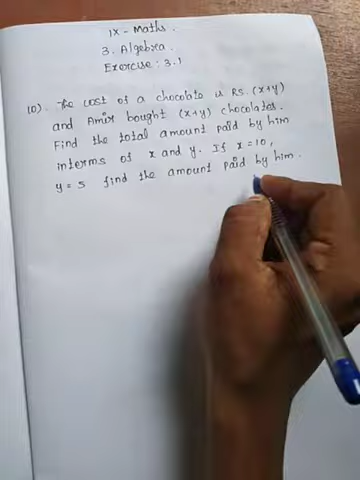 IX - Maths.
3. Algebra.
Exercise : 3.1
10). The cost of a chocolate is Rs. (x+y)
and Amir bought (x+y) chocolates.
Find the total amount paid by him
interms of x and y. If x = 10,
y = 5 find the amount paid by him.